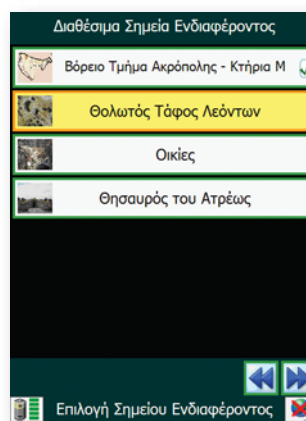 Διαθέσιμα Σημεία Ενδιαφέροντος
Βόρειο Τμήμα Ακρόπολης - Κτήρια Μ
Θολωτός Τάφος Λεόντων
Οικίες
Θησαυρός του Ατρέως
Επιλογή Σημείου Ενδιαφέροντος